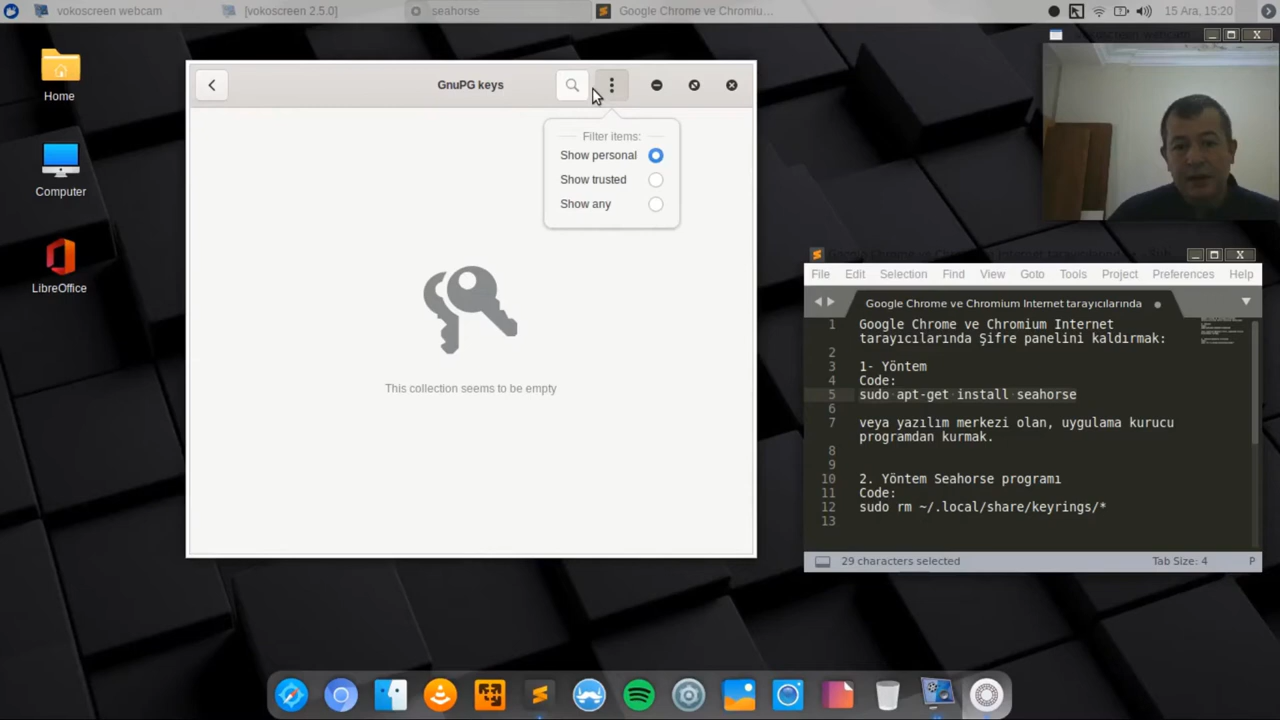 vokoscreen webcam
[vokoscreen 2.5.0]
seahorse
Google Chrome ve Chromiu...
15 Ara, 15:20
Home
Computer
LibreOffice
GnuPG keys
Filter items:
Show personal
Show trusted
Show any
This collection seems to be empty
File Edit Selection Find View Goto Tools Project Preferences Help
Google Chrome ve Chromium Internet tarayıcılarında
1 Google Chrome ve Chromium Internet
tarayıcılarında Şifre panelini kaldırmak:
2
3 1- Yöntem
4 Code:
5 sudo apt-get install seahorse
6
7 veya yazılım merkezi olan, uygulama kurucu
programdan kurmak.
8
9
10 2. Yöntem Seahorse programı
11 Code:
12 sudo rm ~/.local/share/keyrings/*
13
29 characters selected
Tab Size: 4
P